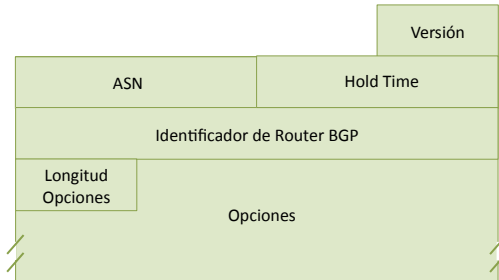 Versión
ASN
Hold Time
Identificador de Router BGP
Longitud
Opciones
Opciones